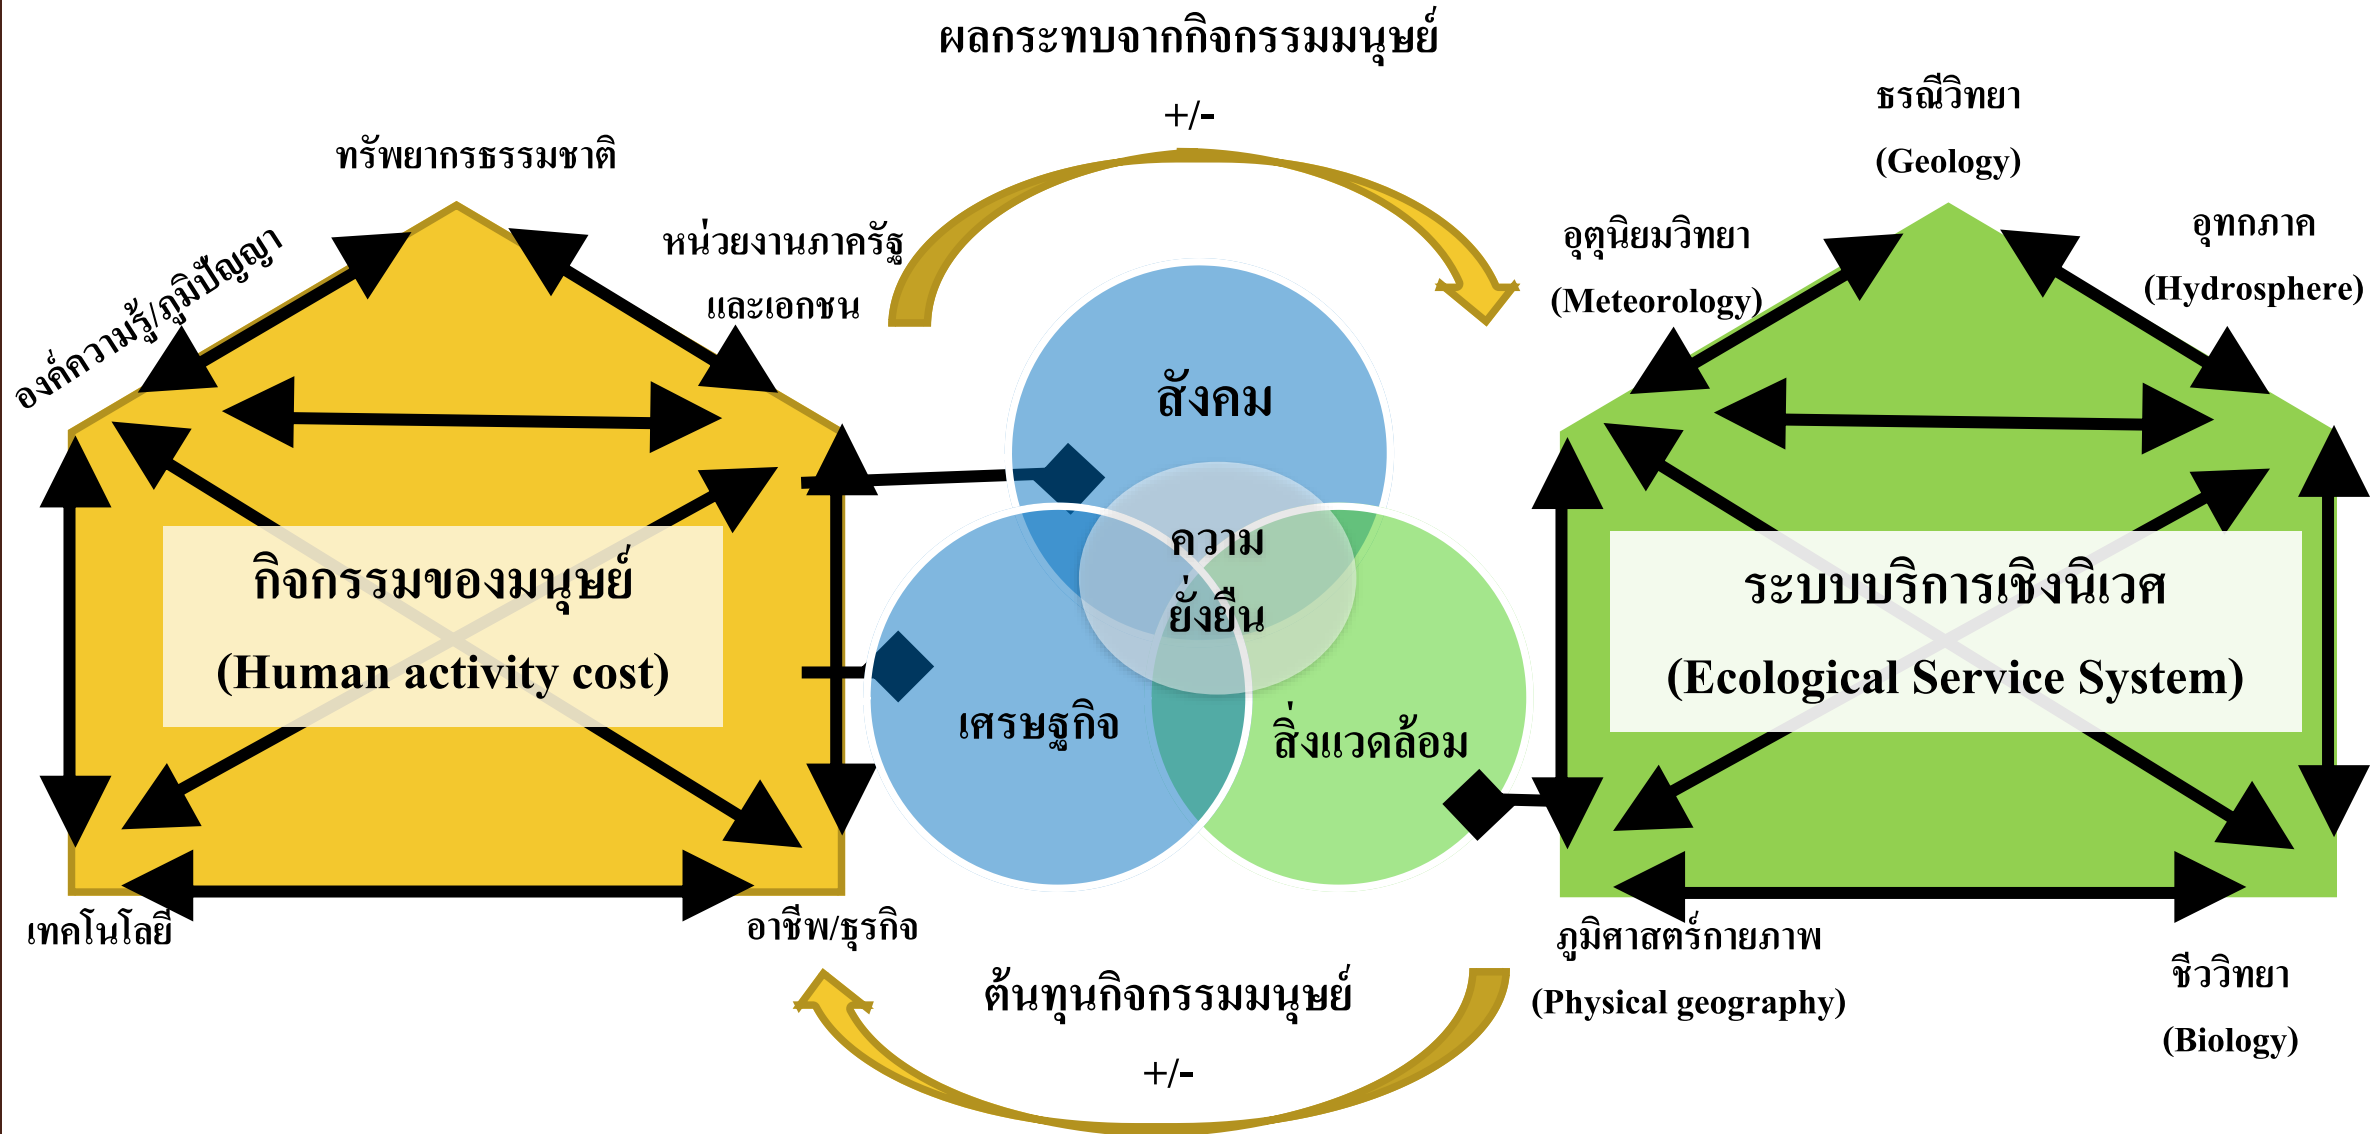 ผลกระทบจากกิจกรรมมนุษย์
+/-
ทรัพยากรธรรมชาติ
องค์ความรู้/ภูมิปัญญา
หน่วยงานภาครัฐ
และเอกชน
กิจกรรมของมนุษย์
(Human activity cost)
เทคโนโลยี
อาชีพ/ธุรกิจ
สังคม
ความ
ยั่งยืน
เศรษฐกิจ
สิ่งแวดล้อม
ธรณีวิทยา
(Geology)
อุตุนิยมวิทยา
(Meteorology)
อุทกภาค
(Hydrosphere)
ระบบบริการเชิงนิเวศ
(Ecological Service System)
ภูมิศาสตร์กายภาพ
(Physical geography)
ชีววิทยา
(Biology)
ต้นทุนกิจกรรมมนุษย์
+/-